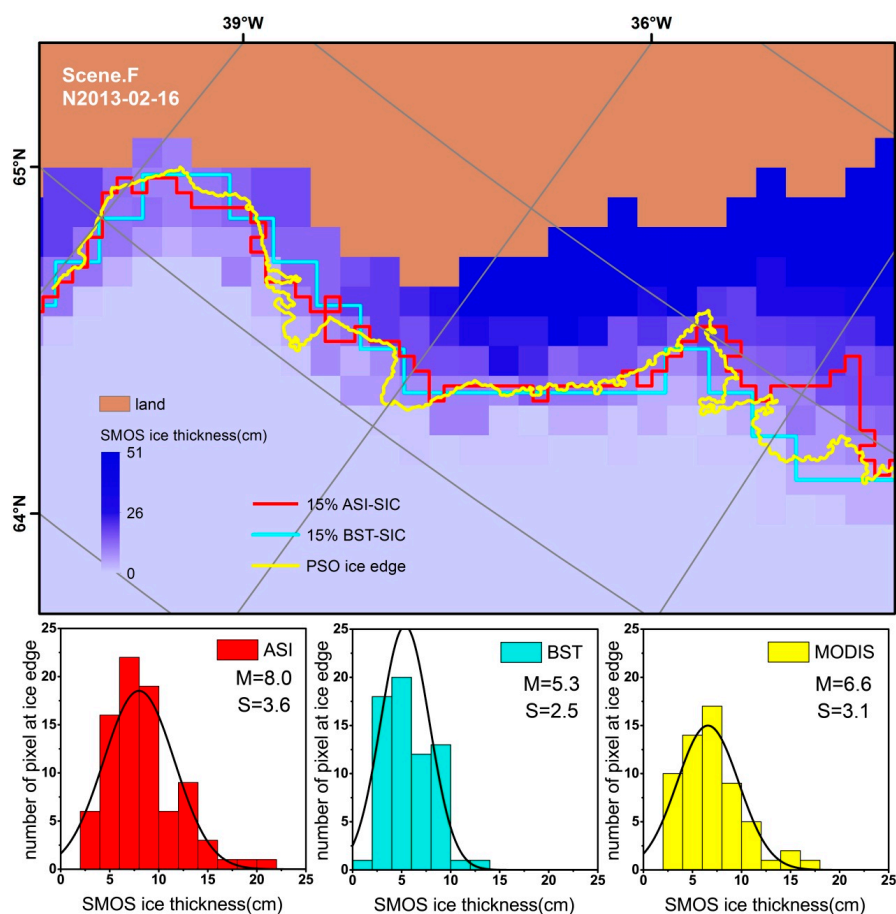 39°W 36°W
Scene.F
N2013-02-16
65°N
64°N
land
SMOS ice thickness(cm)
51
26
0
15% ASI-SIC
15% BST-SIC
PSO ice edge
number of pixel at ice edge
25
20
15
10
5
0
0 5 10 15 20 25
SMOS ice thickness(cm)
ASI
M=8.0
S=3.6
number of pixel at ice edge
25
20
15
10
5
0
0 5 10 15 20 25
SMOS ice thickness(cm)
BST
M=5.3
S=2.5
number of pixel at ice edge
25
20
15
10
5
0
0 5 10 15 20 25
SMOS ice thickness(cm)
MODIS
M=6.6
S=3.1